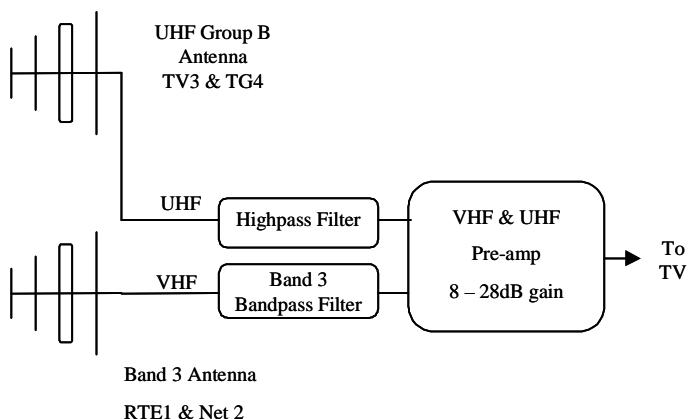 UHF Group B
Antenna
TV3 & TG4
UHF
Highpass Filter
VHF & UHF
Pre-amp
8 – 28dB gain
To
TV
VHF
Band 3
Bandpass Filter
Band 3 Antenna
RTE1 & Net 2